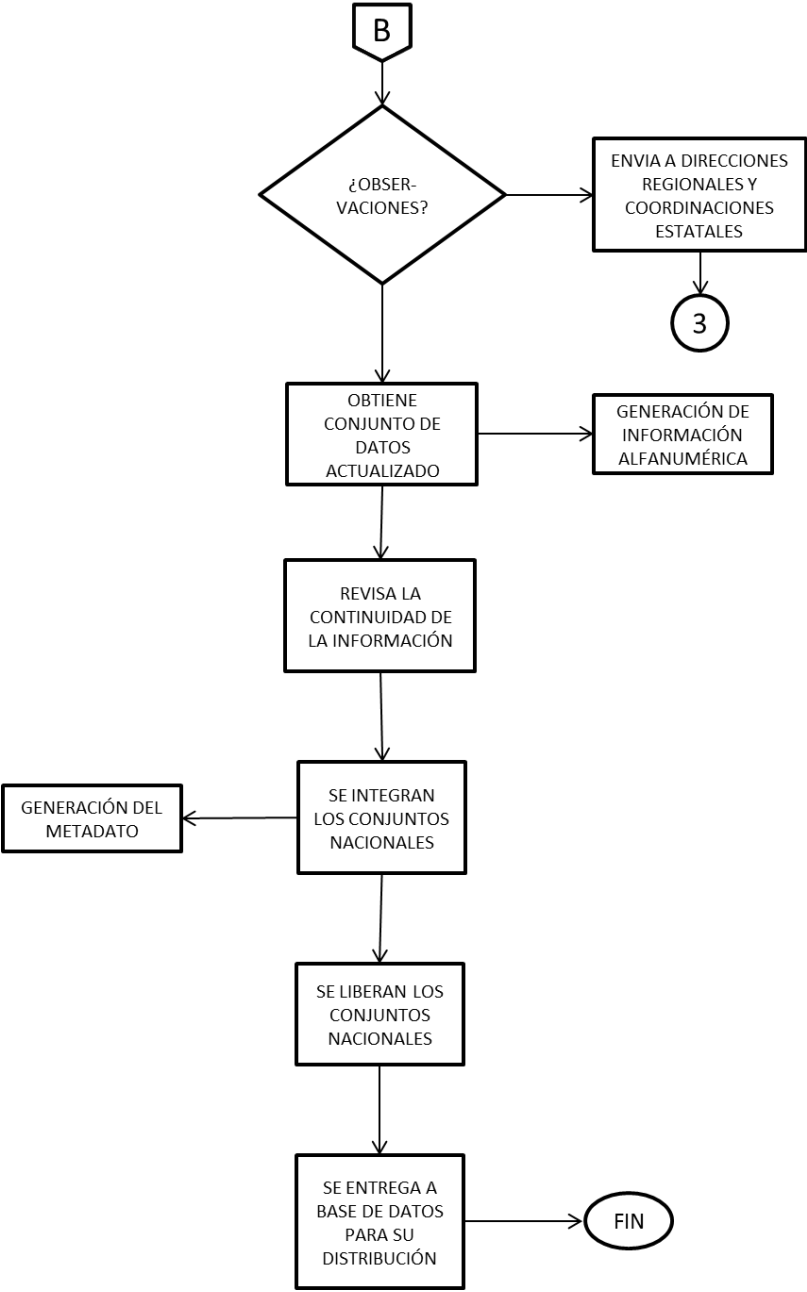 B
¿OBSER-
VACIONES?
ENVIA A DIRECCIONES
REGIONALES Y
COORDINACIONES
ESTATALES
3
OBTIENE
CONJUNTO DE
DATOS
ACTUALIZADO
GENERACIÓN DE
INFORMACIÓN
ALFANUMÉRICA
REVISA LA
CONTINUIDAD DE
LA INFORMACIÓN
SE INTEGRAN
LOS CONJUNTOS
NACIONALES
GENERACIÓN DEL
METADATO
SE LIBERAN LOS
CONJUNTOS
NACIONALES
SE ENTREGA A
BASE DE DATOS
PARA SU
DISTRIBUCIÓN
FIN